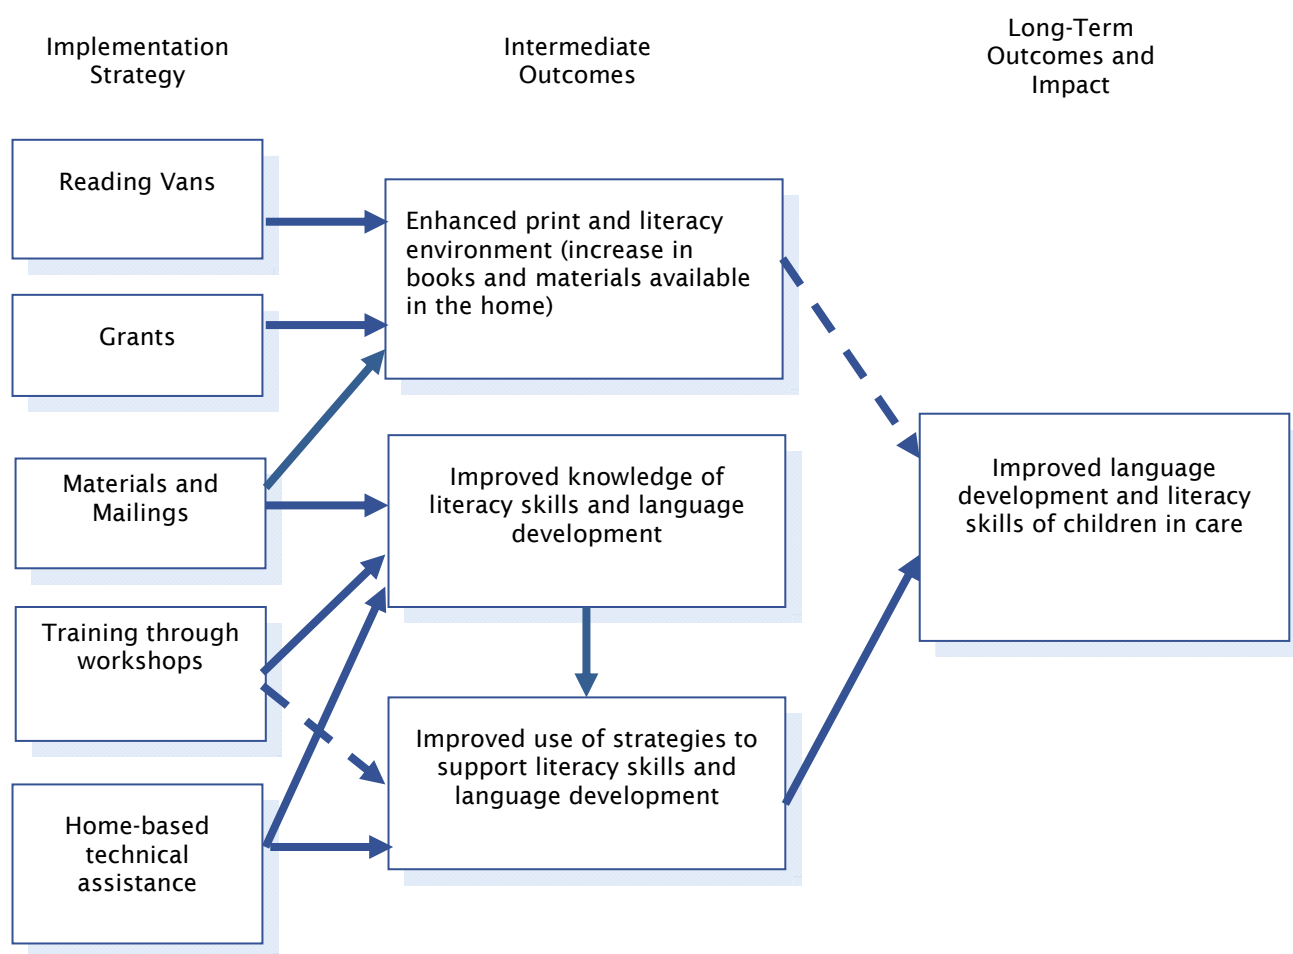 Implementation
Strategy
Intermediate
Outcomes
Long-Term
Outcomes and
Impact
Reading Vans
Grants
Materials and
Mailings
Training through
workshops
Home-based
technical
assistance
Enhanced print and literacy
environment (increase in
books and materials available
in the home)
Improved knowledge of
literacy skills and language
development
Improved use of strategies to
support literacy skills and
language development
Improved language
development and literacy
skills of children in care